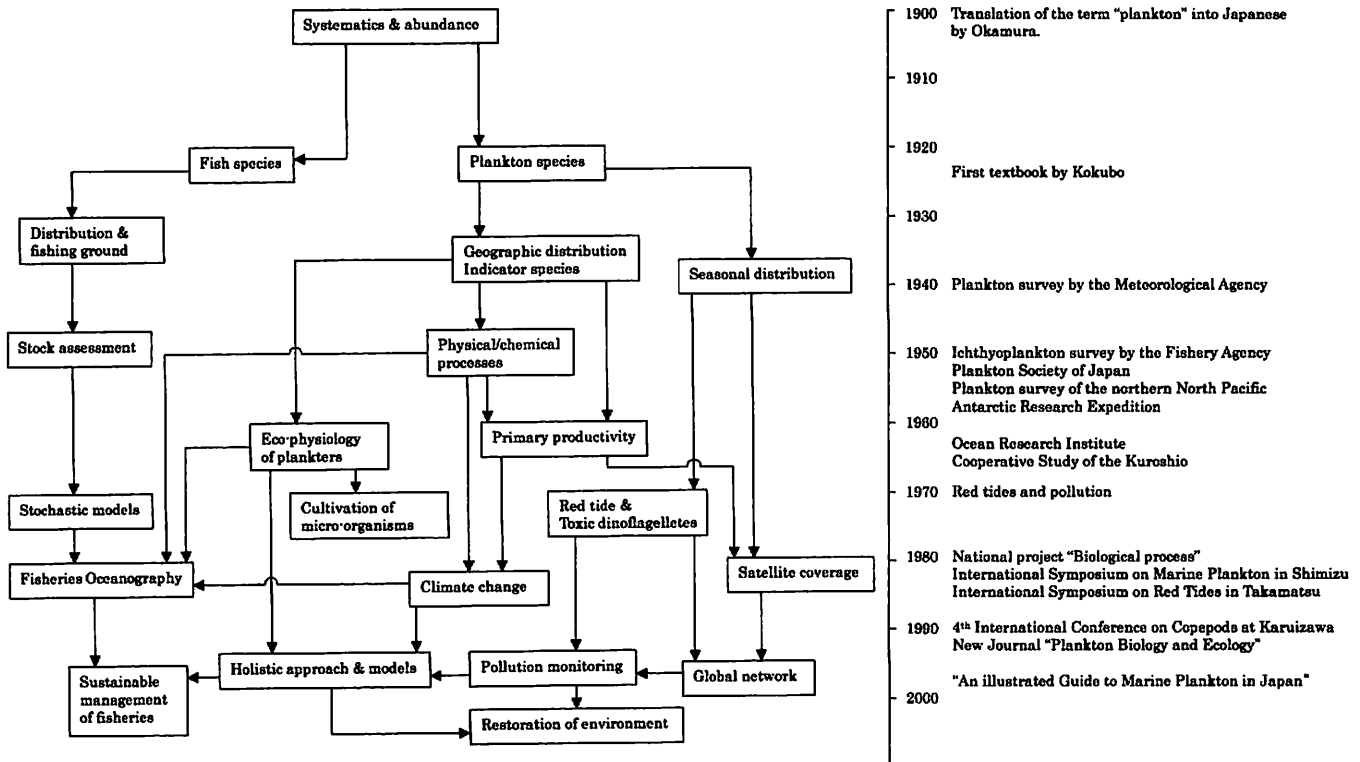 Systematics & abundance
Fish species
Plankton species
Distribution &
fishing ground
Geographic distribution
Indicator species
Seasonal distribution
Stock assessment
Physical/chemical
processes
Eco-physiology
of plankters
Primary productivity
Cultivation of
micro-organisms
Red tide &
Toxic dinoflagelletes
Stochastic models
Fisheries Oceanography
Climate change
Satellite coverage
Holistic approach & models
Pollution monitoring
Global network
Sustainable
management
of fisheries
Restoration of environment
1900 Translation of the term "plankton" into Japanese
by Okamura.
1910
1920
First textbook by Kokubo
1930
1940 Plankton survey by the Meteorological Agency
1950 Ichthyoplankton survey by the Fishery Agency
Plankton Society of Japan
Plankton survey of the northern North Pacific
Antarctic Research Expedition
1960
Ocean Research Institute
Cooperative Study of the Kuroshio
1970 Red tides and pollution
1980 National project "Biological process"
International Symposium on Marine Plankton in Shimizu
International Symposium on Red Tides in Takamatsu
1990 4th International Conference on Copepods at Karuizawa
New Journal "Plankton Biology and Ecology"
"An illustrated Guide to Marine Plankton in Japan"
2000